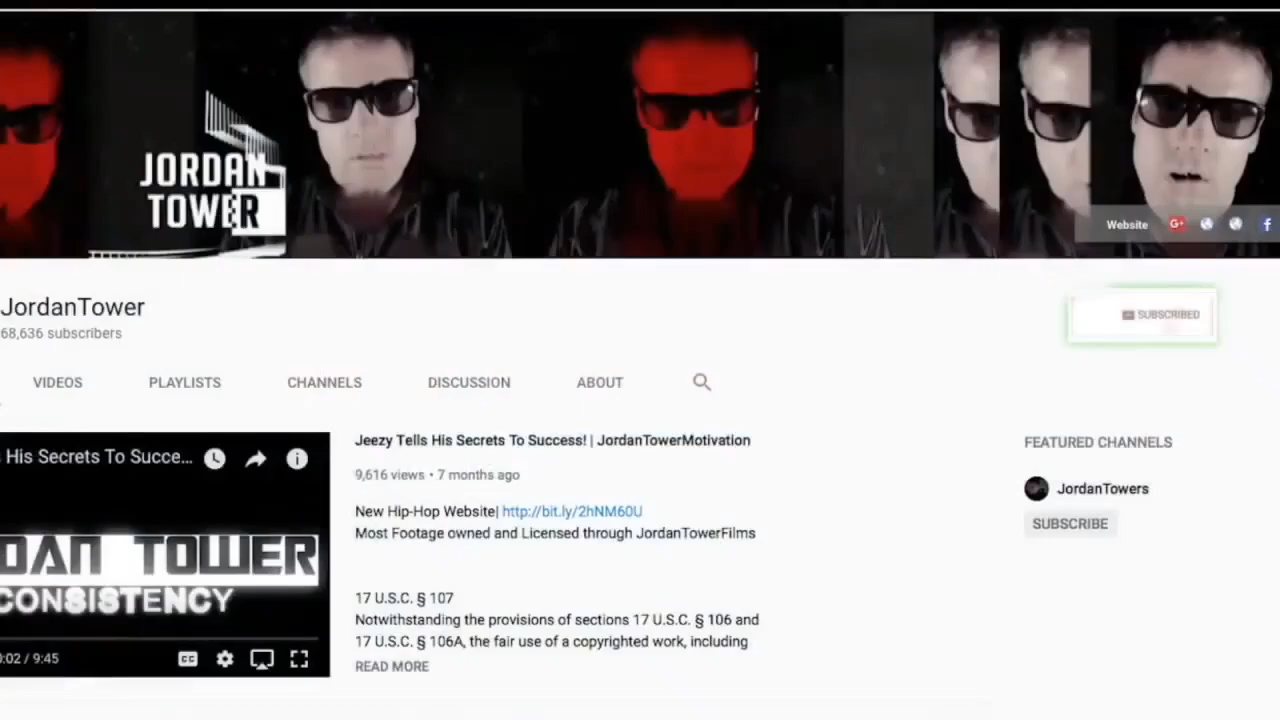 JORDAN
TOWER
Website
JordanTower
68,636 subscribers
SUBSCRIBED
VIDEOS PLAYLISTS CHANNELS DISCUSSION ABOUT
His Secrets To Succe...
DAN TOWER
CONSISTENCY
0:02 / 9:45
CC
Jeezy Tells His Secrets To Success! | JordanTowerMotivation
9,616 views • 7 months ago
New Hip-Hop Website| http://bit.ly/2hNM60U
Most Footage owned and Licensed through JordanTowerFilms
17 U.S.C. § 107
Notwithstanding the provisions of sections 17 U.S.C. § 106 and
17 U.S.C. § 106A, the fair use of a copyrighted work, including
READ MORE
FEATURED CHANNELS
JordanTowers
SUBSCRIBE